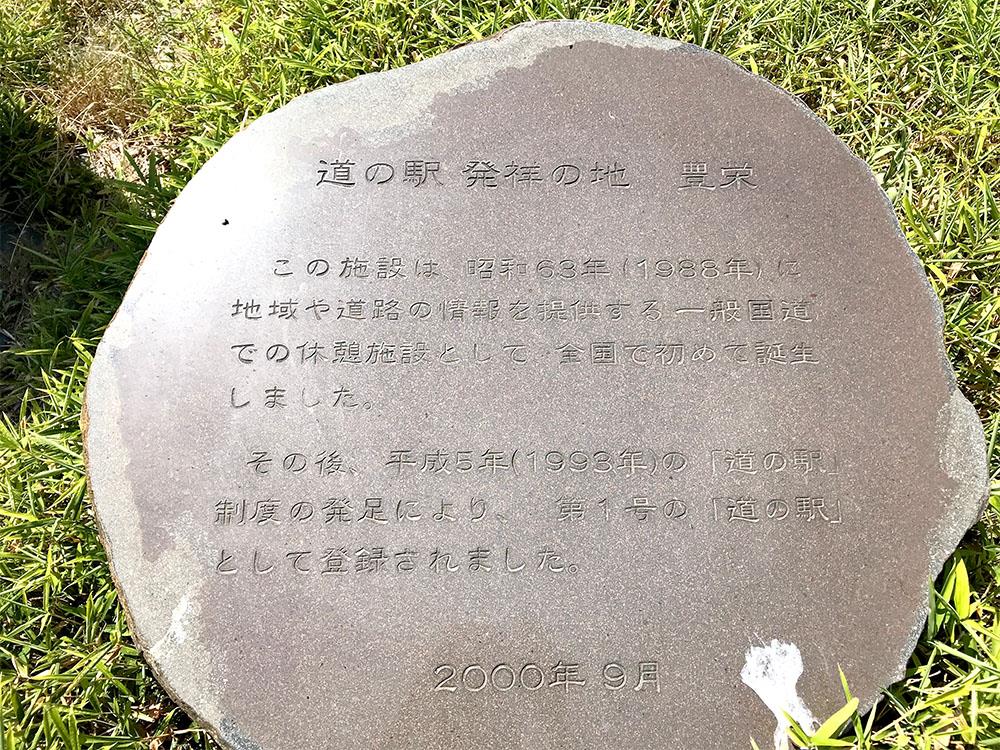 道の駅 発祥の地　豊栄
この施設は、昭和63年(1988年)に
地域や道路の情報を提供する一般国道
での休憩施設として、全国で初めて誕生
しました。
その後、平成5年(1993年)の「道の駅」
制度の発足により、第1号の「道の駅」
として登録されました。
2000年 9月